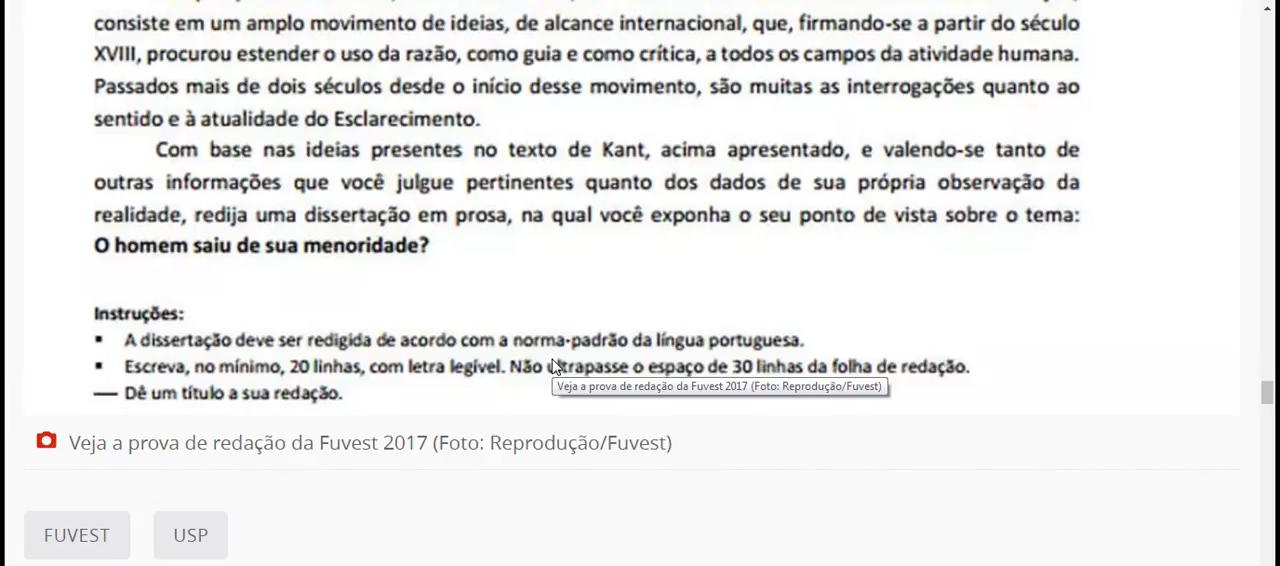 consiste em um amplo movimento de ideias, de alcance internacional, que, firmando-se a partir do século
XVIII, procurou estender o uso da razão, como guia e como crítica, a todos os campos da atividade humana.
Passados mais de dois séculos desde o início desse movimento, são muitas as interrogações quanto ao
sentido e à atualidade do Esclarecimento.
Com base nas ideias presentes no texto de Kant, acima apresentado, e valendo-se tanto de
outras informações que você julgue pertinentes quanto dos dados de sua própria observação da
realidade, redija uma dissertação em prosa, na qual você exponha o seu ponto de vista sobre o tema:
O homem saiu de sua menoridade?
Instruções:
▪ A dissertação deve ser redigida de acordo com a norma-padrão da língua portuguesa.
▪ Escreva, no mínimo, 20 linhas, com letra legível. Não ultrapasse o espaço de 30 linhas da folha de redação.
Veja a prova de redação da Fuvest 2017 (Foto: Reprodução/Fuvest)
— Dê um título a sua redação.
Veja a prova de redação da Fuvest 2017 (Foto: Reprodução/Fuvest)
FUVEST USP